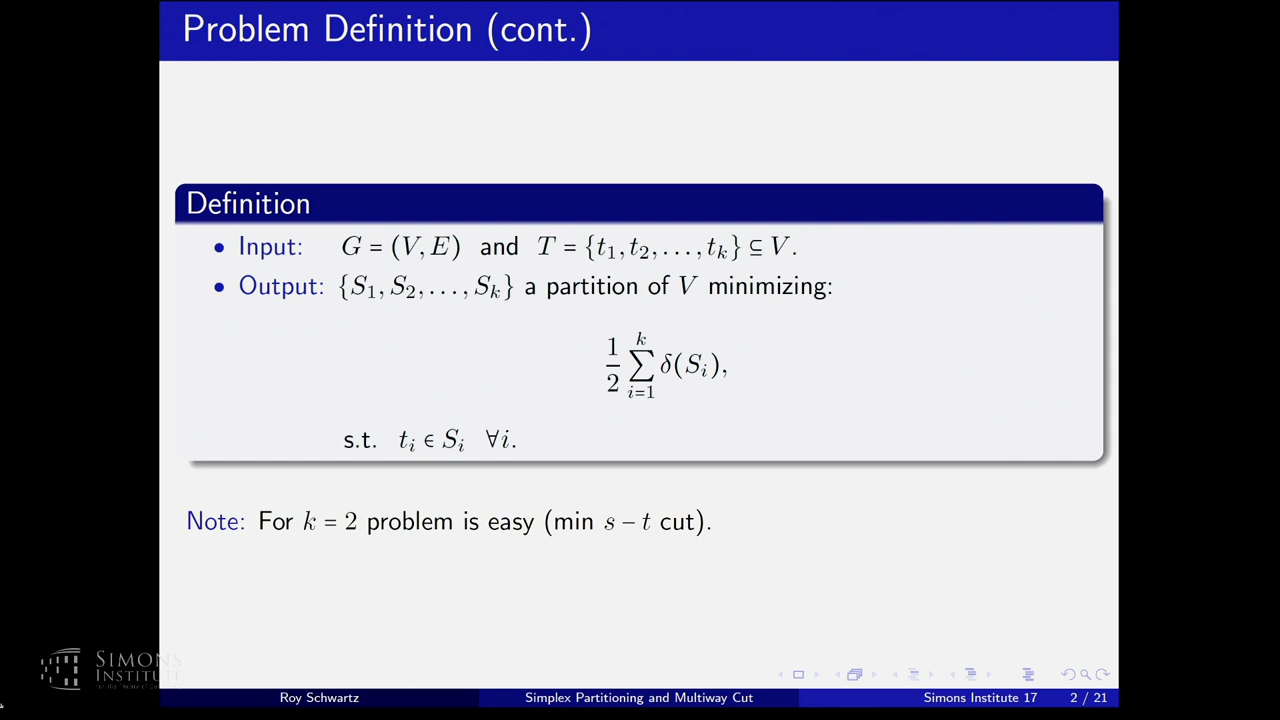 Problem Definition (cont.)
Definition
• Input: G = (V, E) and T = {t₁, t₂, . . . , tₖ} ⊆ V.
• Output: {S₁, S₂, . . . , Sₖ} a partition of V minimizing:
1/2 ∑ᵢ₌₁ᵏ δ(Sᵢ),
s.t. tᵢ ∈ Sᵢ ∀i.
Note: For k = 2 problem is easy (min s – t cut).
SIMONS
INSTITUTE
Roy Schwartz Simplex Partitioning and Multiway Cut Simons Institute 17 2 / 21